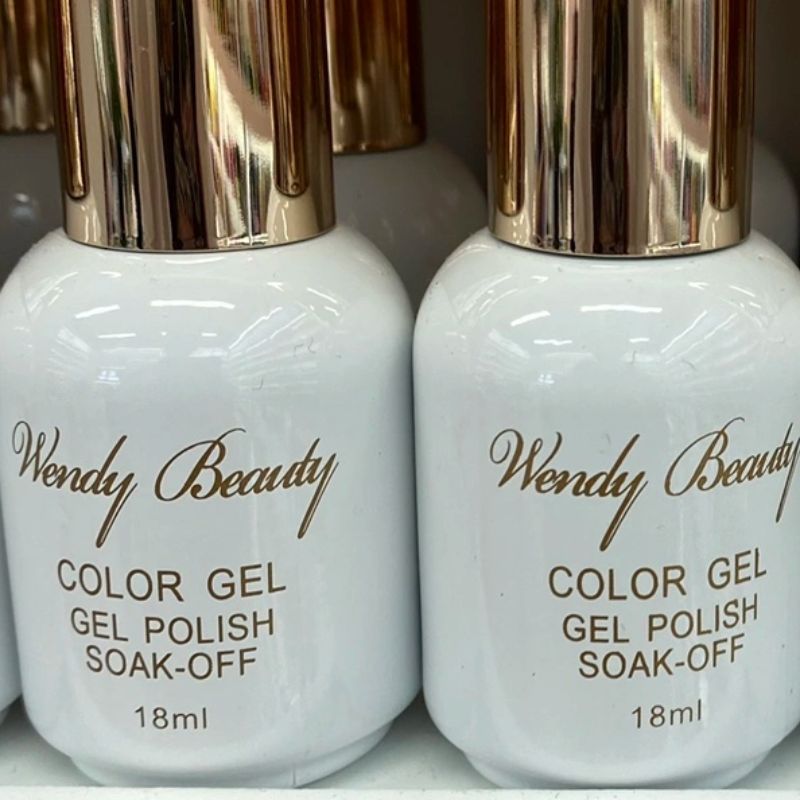 Wendy Beauty
COLOR GEL
GEL POLISH
SOAK-OFF
18ml
Wendy Beauty
COLOR GEL
GEL POLISH
SOAK-OFF
18ml